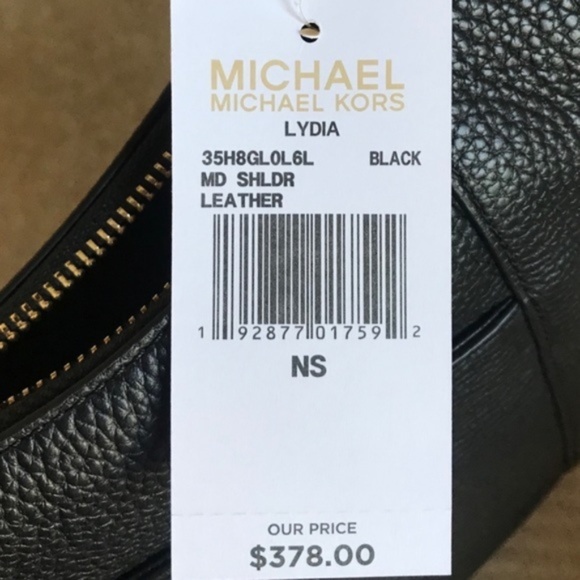 MICHAEL
MICHAEL KORS
LYDIA
35H8GL0L6L BLACK
MD SHLDR
LEATHER
1 92877 01759 2
NS
OUR PRICE
$378.00